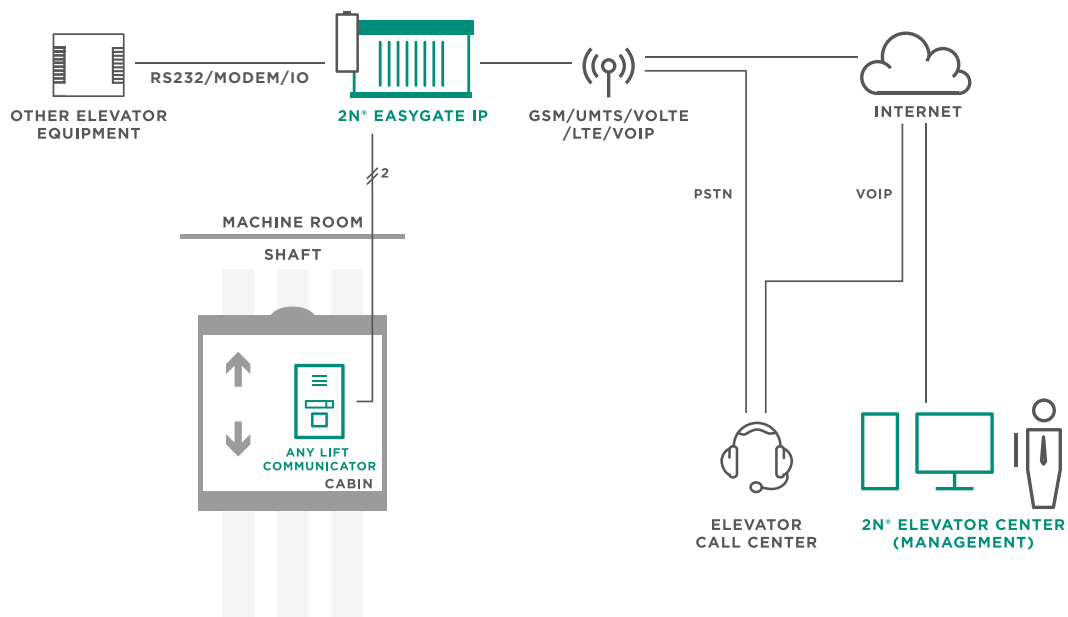 OTHER ELEVATOR
EQUIPMENT
RS232/MODEM/IO
2N® EASYGATE IP
GSM/UMTS/VOLTE
/LTE/VOIP
INTERNET
2
PSTN
VOIP
MACHINE ROOM
SHAFT
ANY LIFT
COMMUNICATOR
CABIN
ELEVATOR
CALL CENTER
2N® ELEVATOR CENTER
(MANAGEMENT)